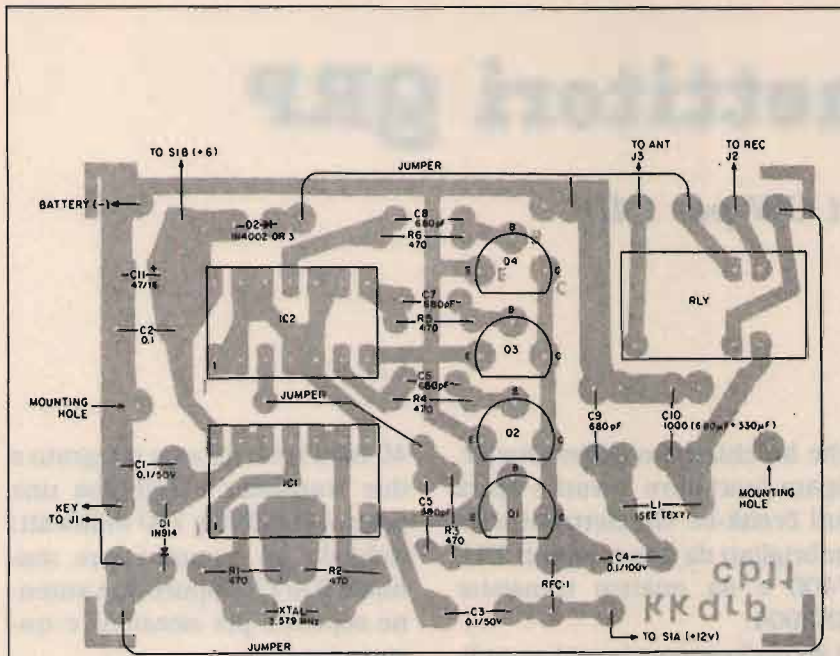 TO S1B (+6)
JUMPER
TO ANT
J3
TO REC
J2
BATTERY (-)
D2
1N4002 OR 3
C8
680pF
R6
470
B
Q4
E
E
C
C
C11 +
47/16
IC2
C7
680pF
R5
470
B
RLY
C2
0.1
1
Q3
E
C
C6
680pF
R4
470
B
MOUNTING
HOLE
JUMPER
C9
680pF
C10
1000 (680µF+330µF)
Q2
E
C
C1
0.1/50V
IC1
B
MOUNTING
HOLE
KEY
TO J1
1
C5
680pF
Q1
E
C
L1
(SEE TEXT)
D1
1N914
R3
470
R1
470
R2
470
C4
0.1/100V
RFC-1
XTAL
3.579 MHz
C3
0.1/50V
TO S1A (+12V)
JUMPER